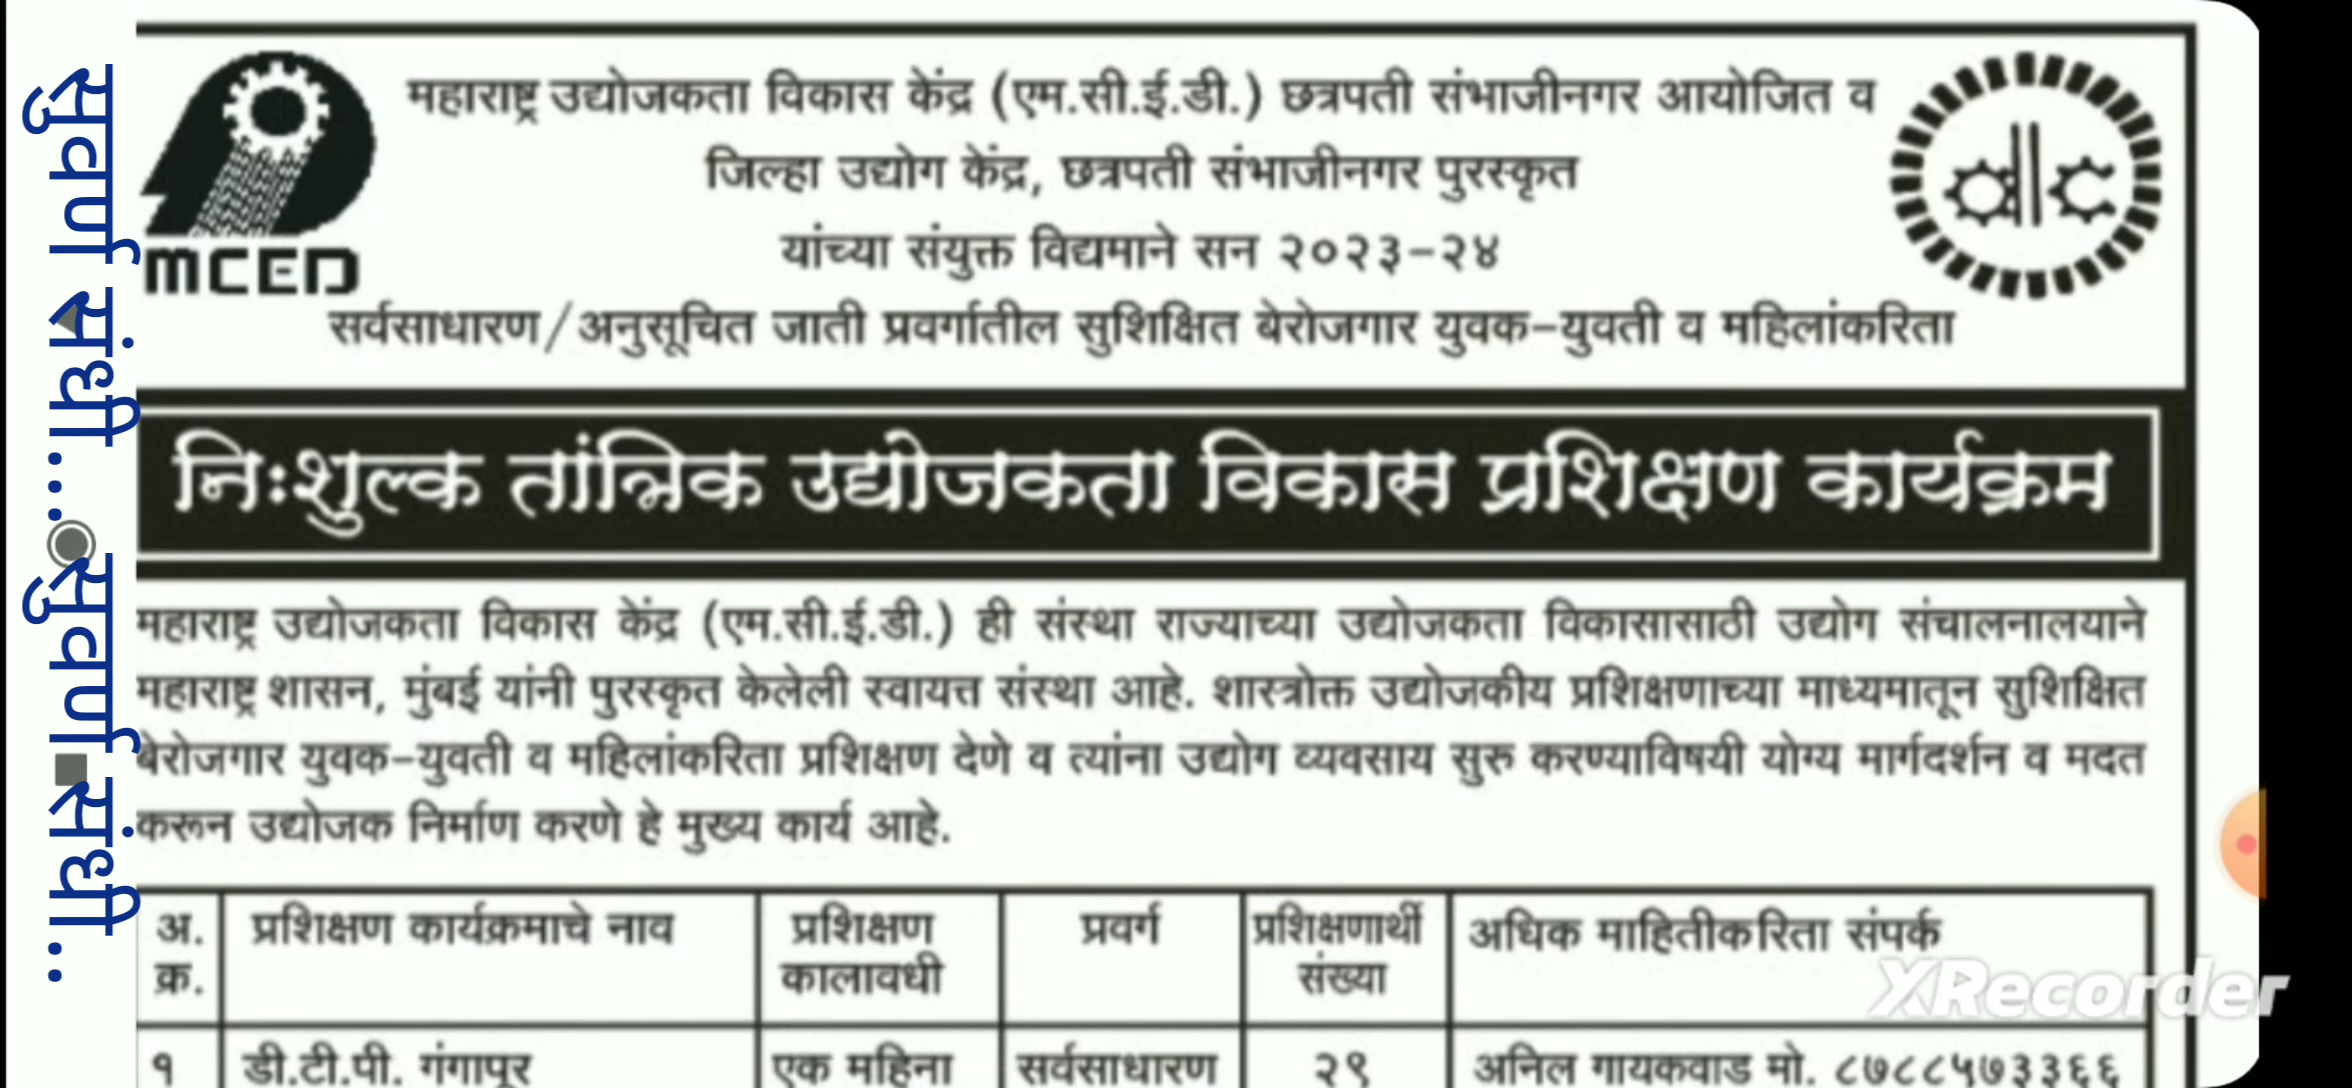 सुवर्ण संधी... सुवर्ण संधी...
महाराष्ट्र उद्योजकता विकास केंद्र (एम.सी.ई.डी.) छत्रपती संभाजीनगर आयोजित व
जिल्हा उद्योग केंद्र, छत्रपती संभाजीनगर पुरस्कृत
यांच्या संयुक्त विद्यमाने सन २०२३-२४
MCED
सर्वसाधारण/अनुसूचित जाती प्रवर्गातील सुशिक्षित बेरोजगार युवक-युवती व महिलांकरिता
निःशुल्क तांत्रिक उद्योजकता विकास प्रशिक्षण कार्यक्रम
महाराष्ट्र उद्योजकता विकास केंद्र (एम.सी.ई.डी.) ही संस्था राज्याच्या उद्योजकता विकासासाठी उद्योग संचालनालयाने
महाराष्ट्र शासन, मुंबई यांनी पुरस्कृत केलेली स्वायत्त संस्था आहे. शास्त्रोक्त उद्योजकीय प्रशिक्षणाच्या माध्यमातून सुशिक्षित
बेरोजगार युवक-युवती व महिलांकरिता प्रशिक्षण देणे व त्यांना उद्योग व्यवसाय सुरु करण्याविषयी योग्य मार्गदर्शन व मदत
करून उद्योजक निर्माण करणे हे मुख्य कार्य आहे.
अ. क्र. प्रशिक्षण कार्यक्रमाचे नाव प्रशिक्षण कालावधी प्रवर्ग प्रशिक्षणार्थी संख्या अधिक माहितीकरिता संपर्क
XRecorder
१ डी.टी.पी. गंगापूर एक महिना सर्वसाधारण २९ अनिल गायकवाड मो. ८७८८५७३३६६